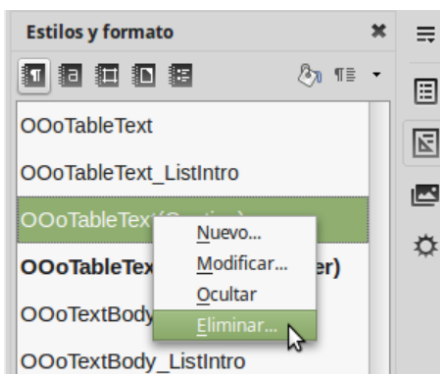 Estilos y formato
OOoTableText
OOoTableText_ListIntro
OOoTableText
Nuevo...
OOoTableTex er)
Modificar...
OOoTextBody
Ocultar
Eliminar...
OOoTextBody_ListIntro